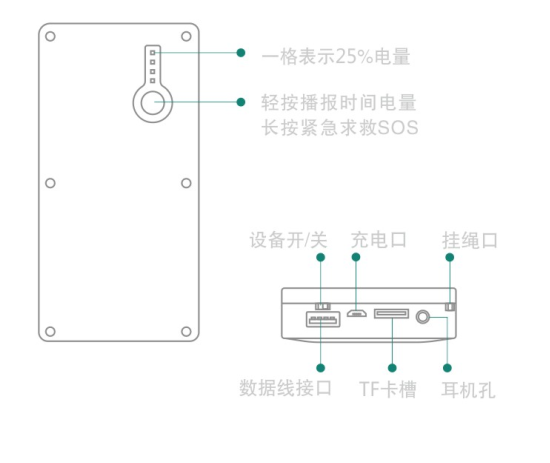 一格表示25%电量
轻按播报时间电量
长按紧急求救SOS
设备开/关 充电口 挂绳口
数据线接口 TF卡槽 耳机孔